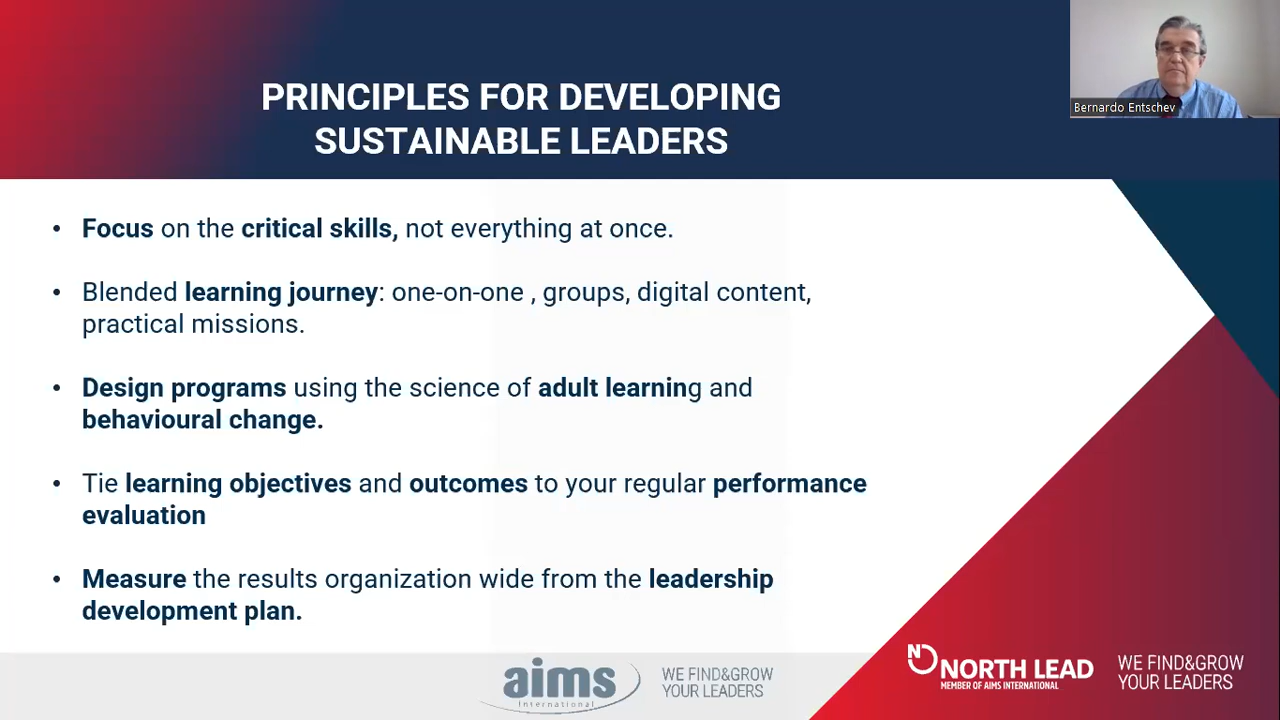 PRINCIPLES FOR DEVELOPING
SUSTAINABLE LEADERS
Bernardo Entschev
• Focus on the critical skills, not everything at once.
• Blended learning journey: one-on-one , groups, digital content,
practical missions.
• Design programs using the science of adult learning and
behavioural change.
• Tie learning objectives and outcomes to your regular performance
evaluation
• Measure the results organization wide from the leadership
development plan.
aims
International
WE FIND&GROW
YOUR LEADERS
NORTH LEAD
MEMBER OF AIMS INTERNATIONAL
WE FIND&GROW
YOUR LEADERS